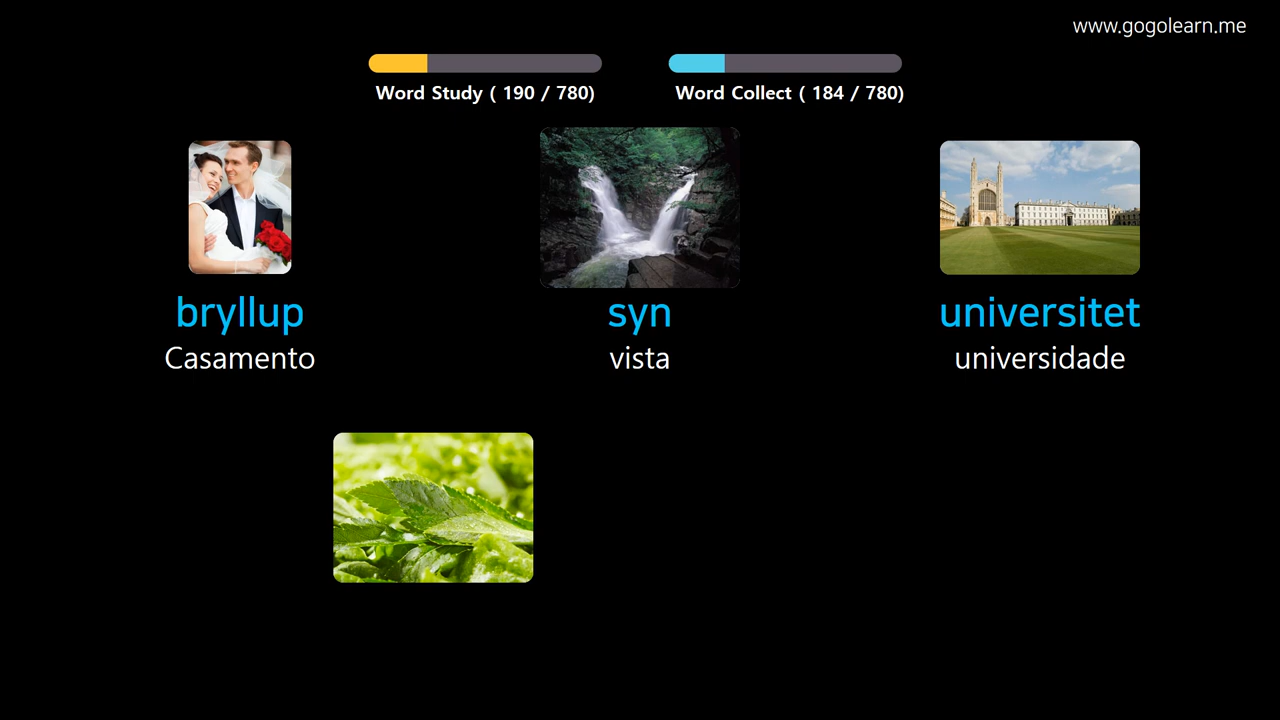 www.gogolearn.me
Word Study ( 190 / 780)
Word Collect ( 184 / 780)
bryllup
Casamento
syn
vista
universitet
universidade